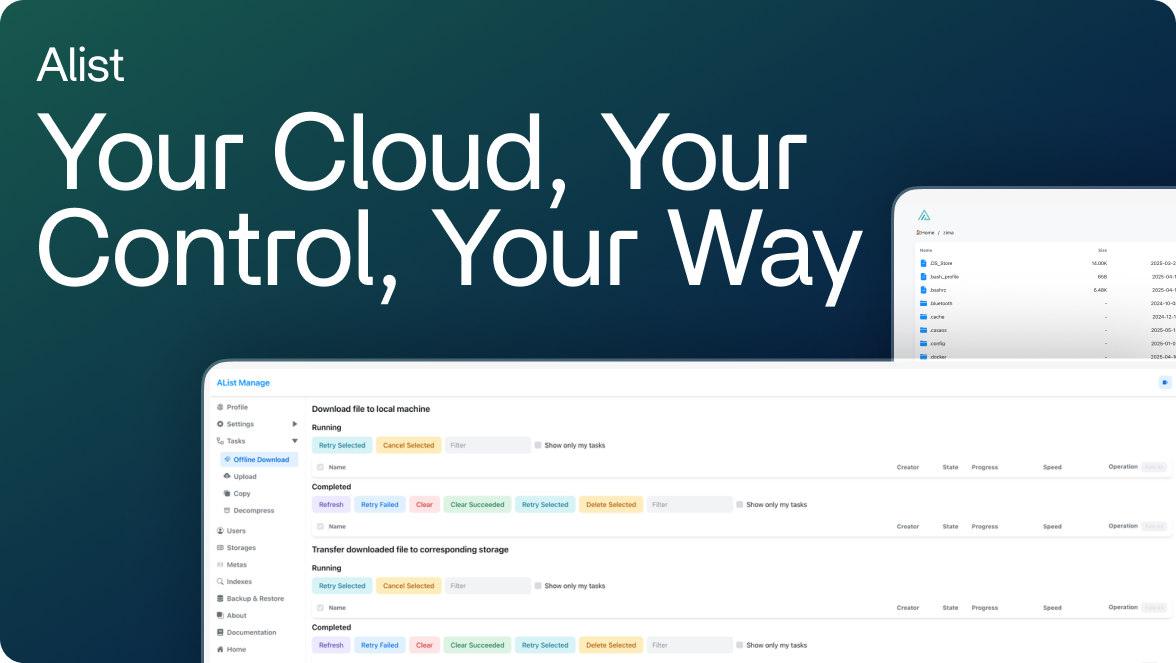 Alist
Your Cloud, Your
Control, Your Way
Home / zima
Name Size
.DS_Store 14.00K 2025-03-2
.bash_profile 65B 2025-04-1
.bashrc 6.48K 2025-04-1
.bluetooth - 2024-10-0
.cache - 2024-12-1
.casaos - 2025-05-1
.config - 2025-01-0
.docker - 2025-04-1
AList Manage
Profile
Settings
Tasks
Offline Download
Upload
Copy
Decompress
Users
Storages
Metas
Indexes
Backup & Restore
About
Documentation
Home
Download file to local machine
Running
Retry Selected Cancel Selected Filter Show only my tasks
Name Creator State Progress Speed Operation
Completed
Refresh Retry Failed Clear Clear Succeeded Retry Selected Delete Selected Filter Show only my tasks
Name Creator State Progress Speed Operation
Transfer downloaded file to corresponding storage
Running
Retry Selected Cancel Selected Filter Show only my tasks
Name Creator State Progress Speed Operation
Completed
Refresh Retry Failed Clear Clear Succeeded Retry Selected Delete Selected Filter Show only my tasks